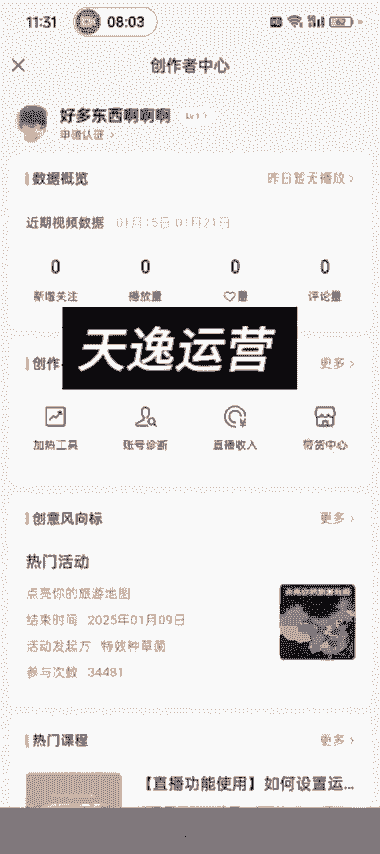 11:31 08:03 62
创作者中心
好多东西啊啊啊 Lv1
申请认证
数据概览 昨日暂无播放
近期视频数据 01月15日-01月21日
0 0 0 0
新增关注 播放量 量 评论量
天逸运营
创作 更多
加热工具 账号诊断 直播收入 带货中心
创意风向标 更多
热门活动
点亮你的旅游地图
结束时间 2025年01月09日
活动发起方 特效种草菌
参与次数 34481
热门课程 更多
【直播功能使用】如何设置运...